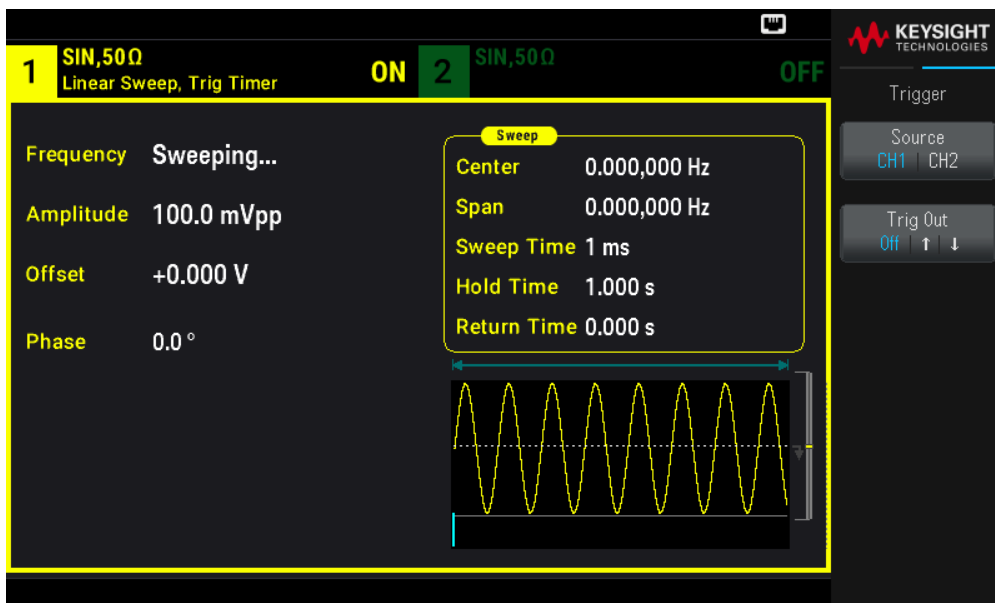 KEYSIGHT
TECHNOLOGIES
1 SIN,50Ω
Linear Sweep, Trig Timer
ON
2 SIN,50Ω
OFF
Trigger
Frequency Sweeping...
Amplitude 100.0 mVpp
Offset +0.000 V
Phase 0.0 °
Sweep
Center 0.000,000 Hz
Span 0.000,000 Hz
Sweep Time 1 ms
Hold Time 1.000 s
Return Time 0.000 s
Source
CH1 | CH2
Trig Out
Off | ↑ | ↓